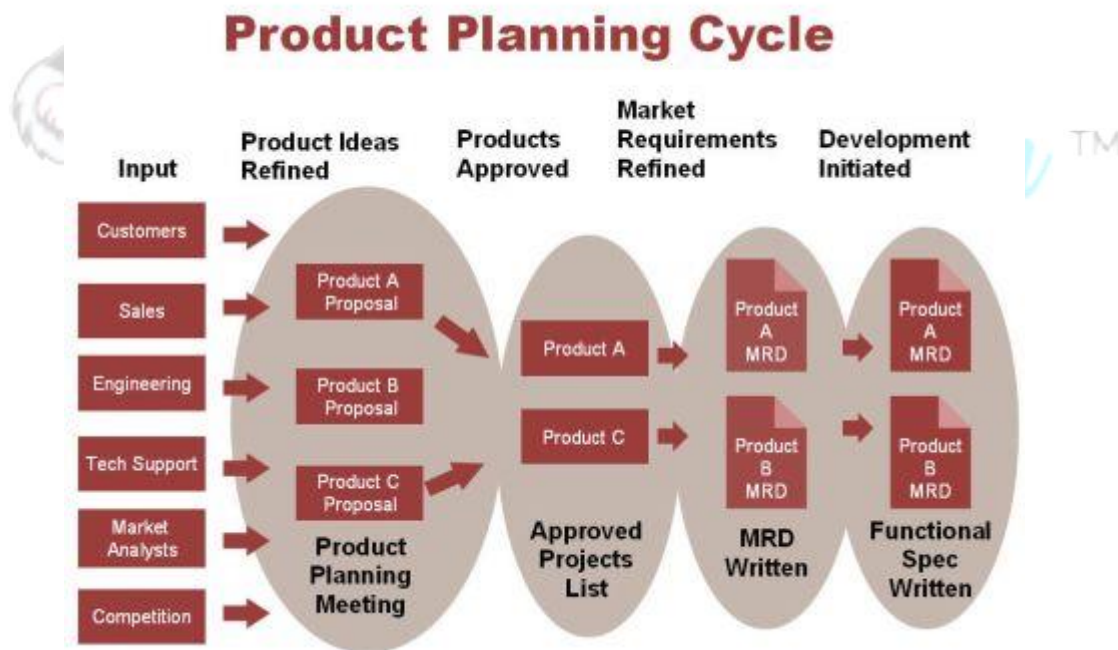 Product Planning Cycle
Input
Product Ideas
Refined
Products
Approved
Market
Requirements
Refined
Development
Initiated
TM
Customers
Sales
Engineering
Tech Support
Market
Analysts
Competition
Product A
Proposal
Product B
Proposal
Product C
Proposal
Product
Planning
Meeting
Product A
Product C
Approved
Projects
List
Product
A
MRD
Product
B
MRD
MRD
Written
Product
A
MRD
Product
B
MRD
Functional
Spec
Written